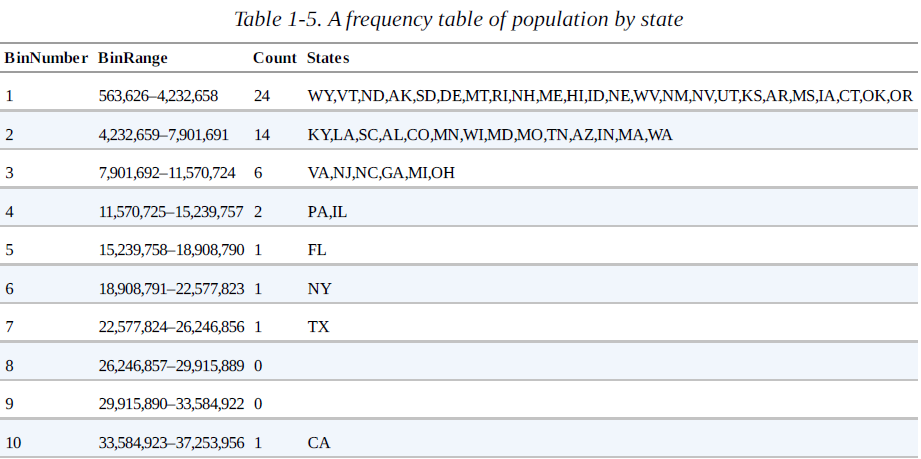 Table 1-5. A frequency table of population by state
BinNumber BinRange Count States
1 563,626–4,232,658 24 WY,VT,ND,AK,SD,DE,MT,RI,NH,ME,HI,ID,NE,WV,NM,NV,UT,KS,AR,MS,IA,CT,OK,OR
2 4,232,659–7,901,691 14 KY,LA,SC,AL,CO,MN,WI,MD,MO,TN,AZ,IN,MA,WA
3 7,901,692–11,570,724 6 VA,NJ,NC,GA,MI,OH
4 11,570,725–15,239,757 2 PA,IL
5 15,239,758–18,908,790 1 FL
6 18,908,791–22,577,823 1 NY
7 22,577,824–26,246,856 1 TX
8 26,246,857–29,915,889 0
9 29,915,890–33,584,922 0
10 33,584,923–37,253,956 1 CA